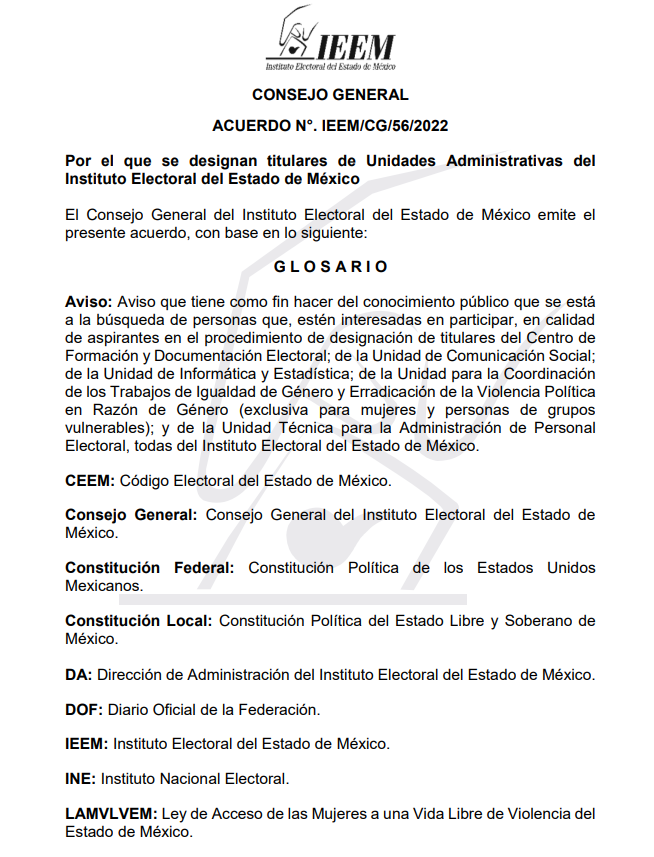 IEEM
Instituto Electoral del Estado de México
CONSEJO GENERAL
ACUERDO N°. IEEM/CG/56/2022
Por el que se designan titulares de Unidades Administrativas del
Instituto Electoral del Estado de México
El Consejo General del Instituto Electoral del Estado de México emite el
presente acuerdo, con base en lo siguiente:
G L O S A R I O
Aviso: Aviso que tiene como fin hacer del conocimiento público que se está
a la búsqueda de personas que, estén interesadas en participar, en calidad
de aspirantes en el procedimiento de designación de titulares del Centro de
Formación y Documentación Electoral; de la Unidad de Comunicación Social;
de la Unidad de Informática y Estadística; de la Unidad para la Coordinación
de los Trabajos de Igualdad de Género y Erradicación de la Violencia Política
en Razón de Género (exclusiva para mujeres y personas de grupos
vulnerables); y de la Unidad Técnica para la Administración de Personal
Electoral, todas del Instituto Electoral del Estado de México.
CEEM: Código Electoral del Estado de México.
Consejo General: Consejo General del Instituto Electoral del Estado de
México.
Constitución Federal: Constitución Política de los Estados Unidos
Mexicanos.
Constitución Local: Constitución Política del Estado Libre y Soberano de
México.
DA: Dirección de Administración del Instituto Electoral del Estado de México.
DOF: Diario Oficial de la Federación.
IEEM: Instituto Electoral del Estado de México.
INE: Instituto Nacional Electoral.
LAMVLVEM: Ley de Acceso de las Mujeres a una Vida Libre de Violencia del
Estado de México.